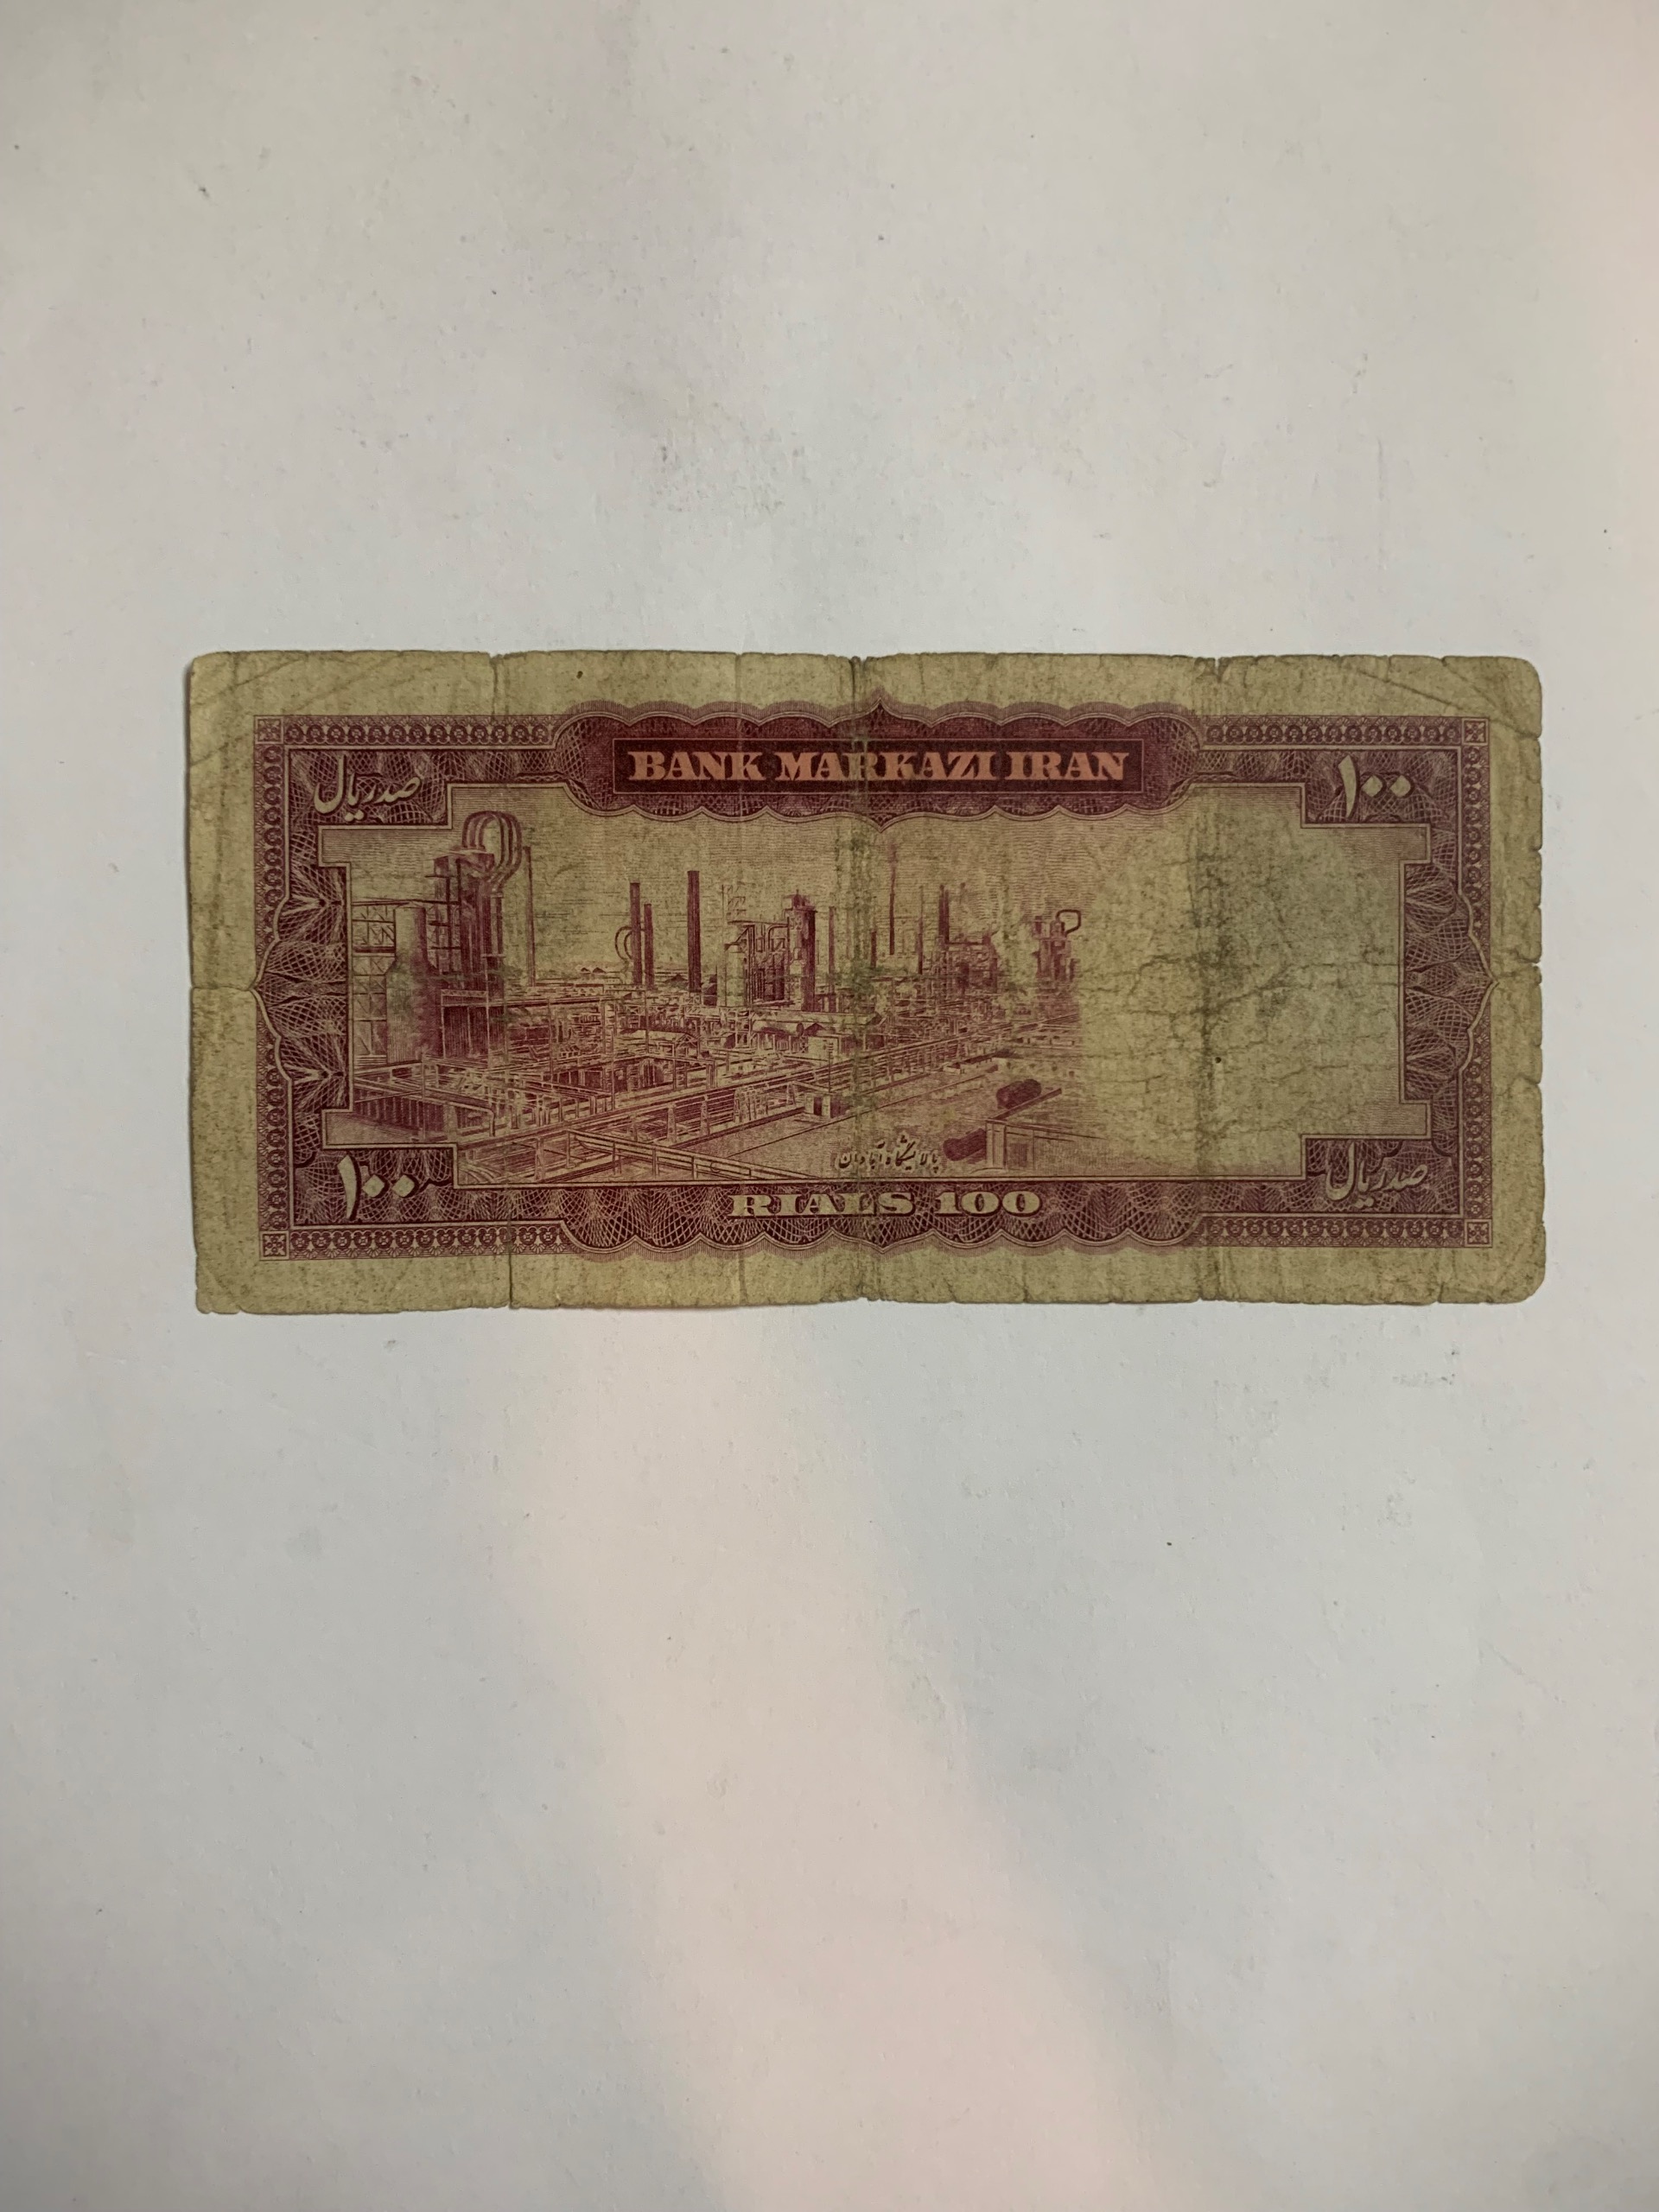 BANK MARKAZI IRAN
صد ریال
۱۰۰
پالایشگاه آبادان
۱۰۰
RIALS 100
صد ریال